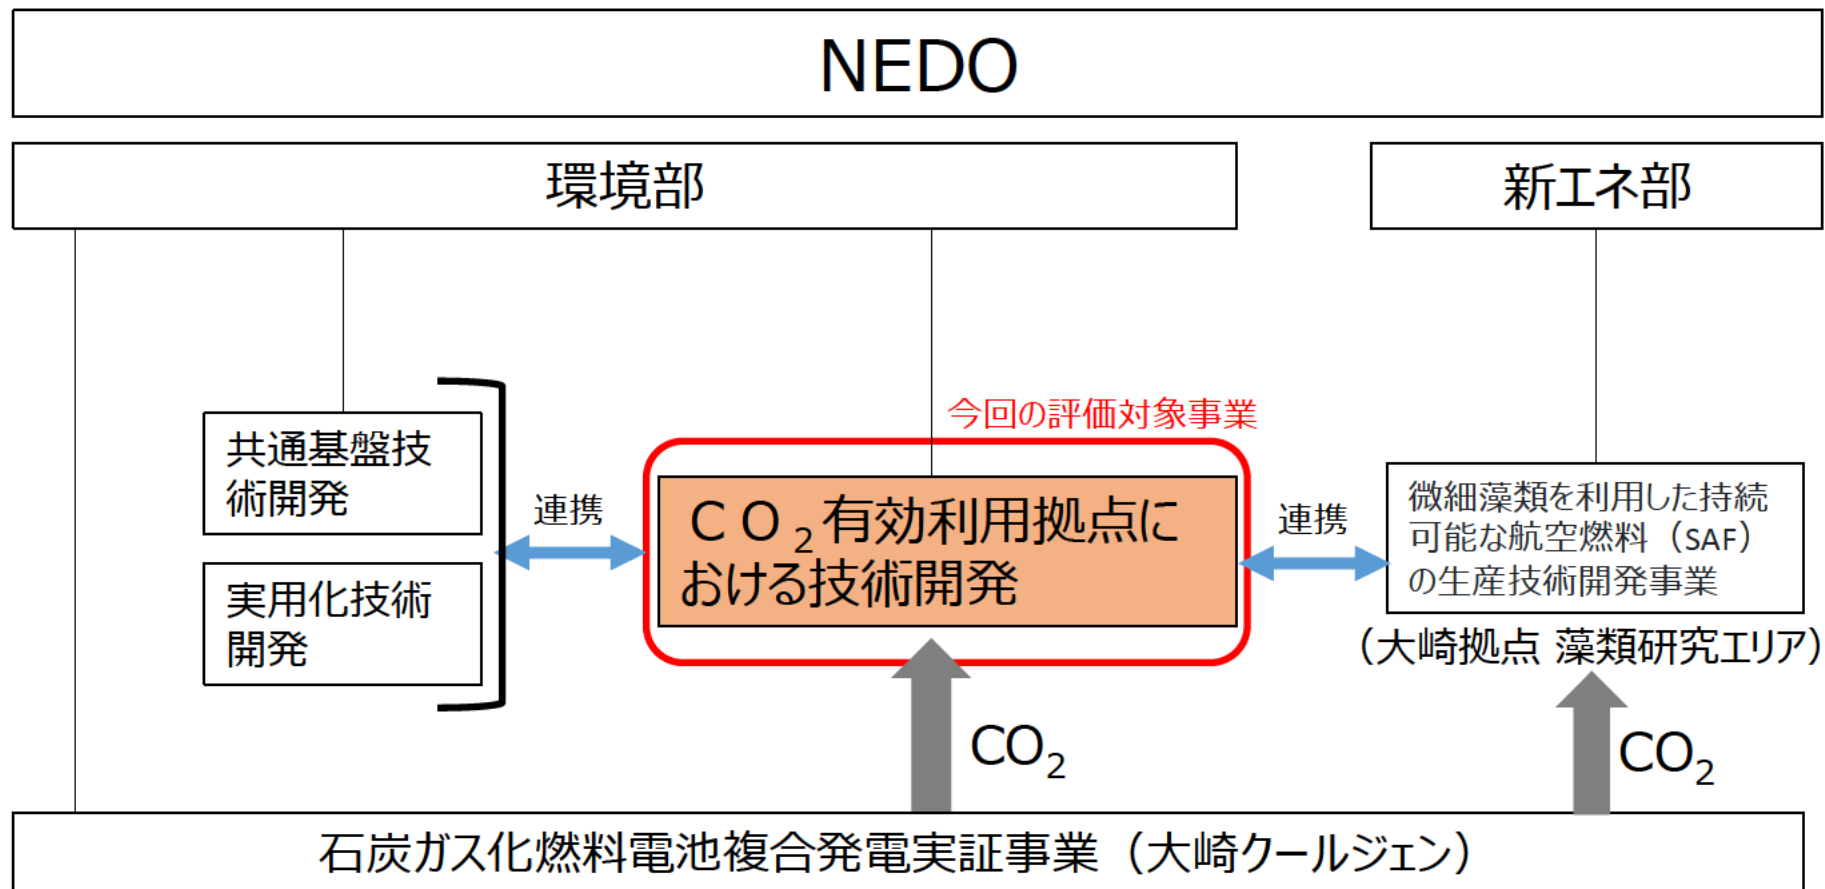 NEDO
環境部
新エネ部
今回の評価対象事業
共通基盤技
術開発
実用化技術
開発
連携
CO₂有効利用拠点に
おける技術開発
連携
微細藻類を利用した持続
可能な航空燃料（SAF）
の生産技術開発事業
（大崎拠点 藻類研究エリア）
CO₂
CO₂
石炭ガス化燃料電池複合発電実証事業（大崎クールジェン）